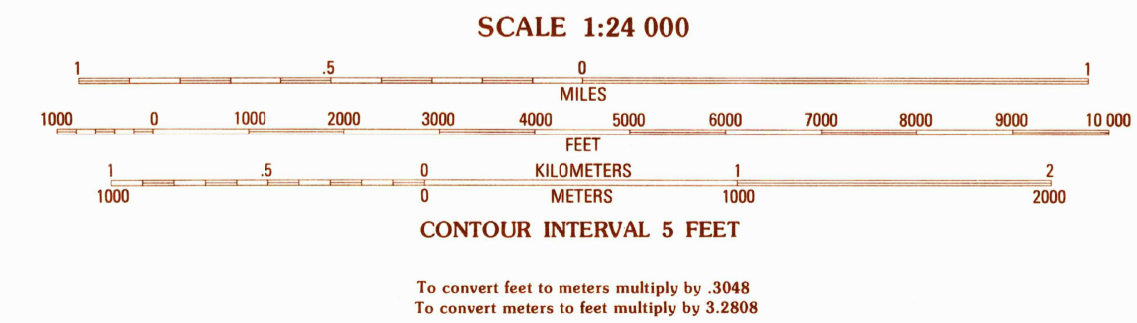 SCALE 1:24 000
1 .5 0 1
MILES
1000 0 1000 2000 3000 4000 5000 6000 7000 8000 9000 10 000
FEET
1 .5 0 KILOMETERS 1 2
1000 0 METERS 1000 2000
CONTOUR INTERVAL 5 FEET
To convert feet to meters multiply by .3048
To convert meters to feet multiply by 3.2808